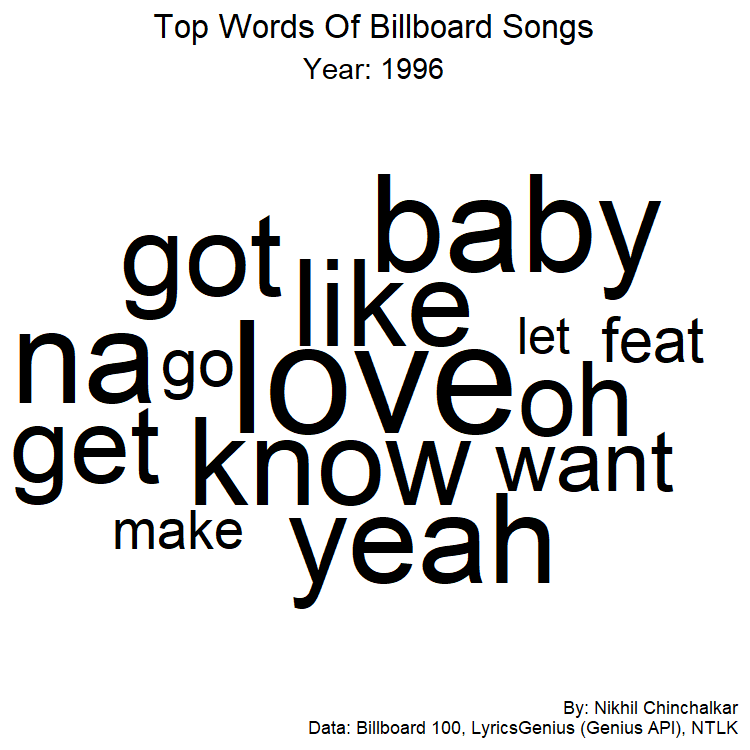 Top Words Of Billboard Songs
Year: 1996
baby
got
like
let feat
na go love oh
get know want
make yeah
By: Nikhil Chinchalkar
Data: Billboard 100, LyricsGenius (Genius API), NTLK